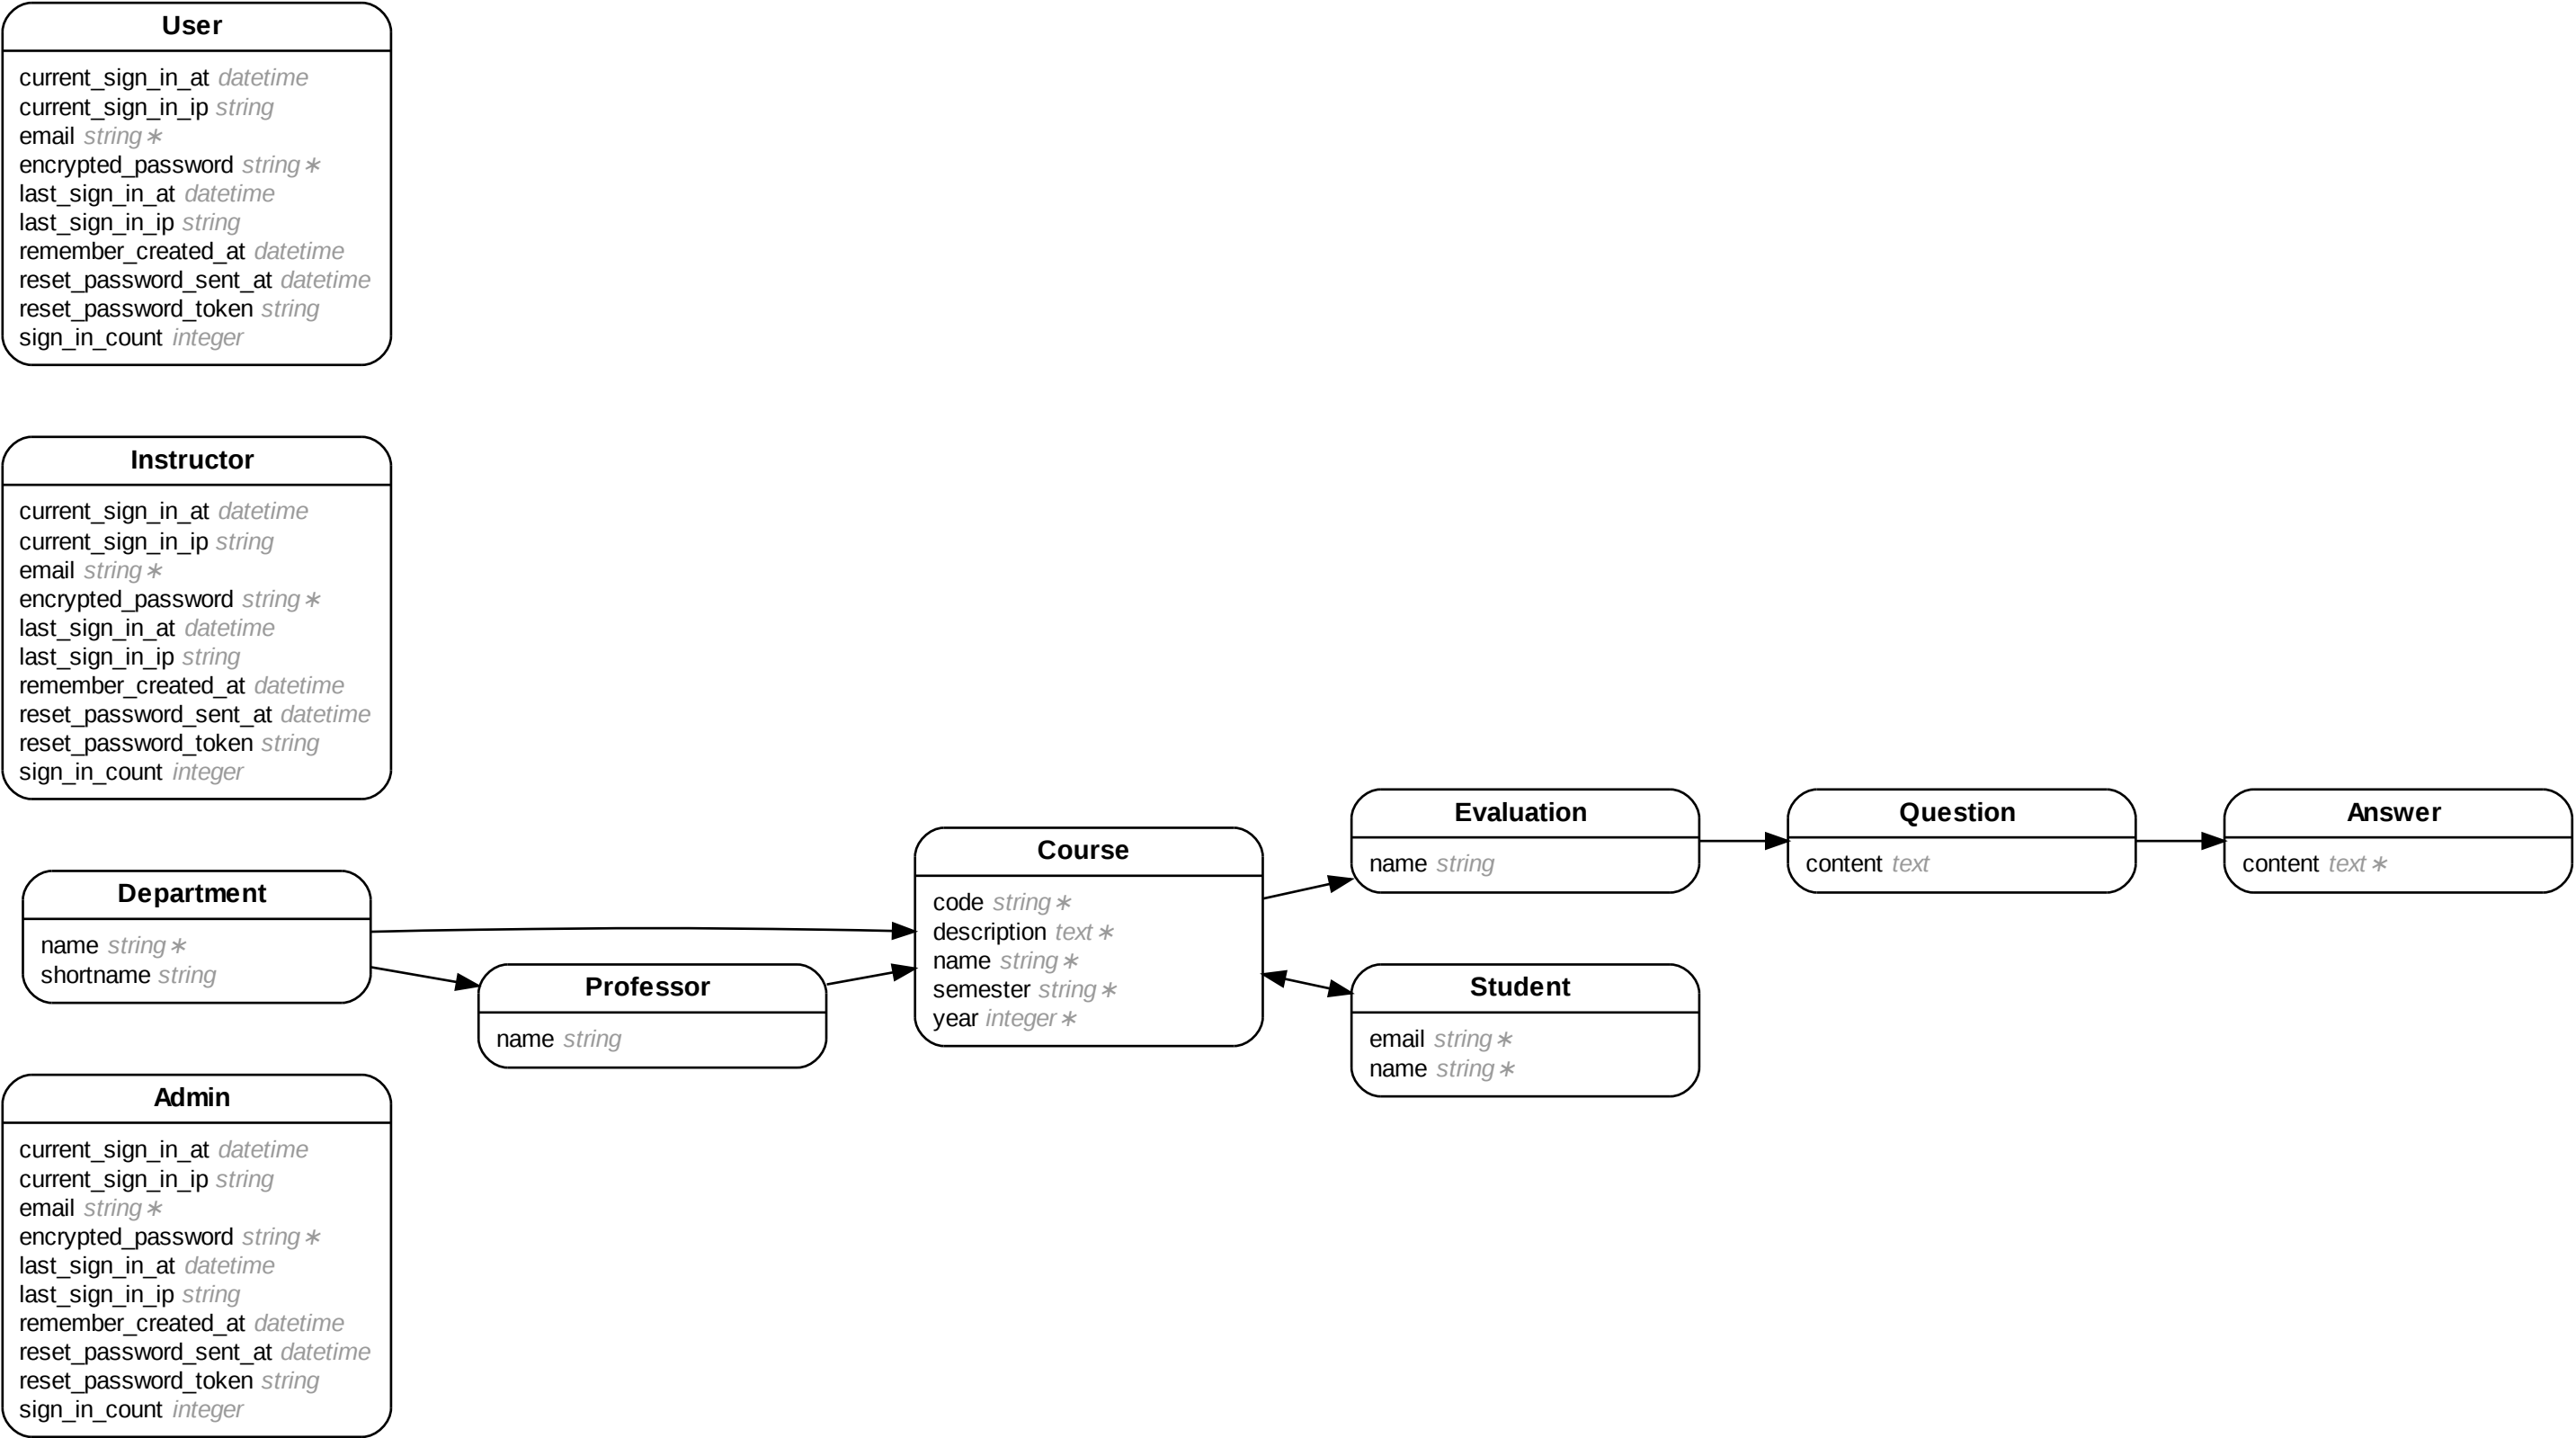 User
current_sign_in_at datetime
current_sign_in_ip string
email string ∗
encrypted_password string ∗
last_sign_in_at datetime
last_sign_in_ip string
remember_created_at datetime
reset_password_sent_at datetime
reset_password_token string
sign_in_count integer
Instructor
current_sign_in_at datetime
current_sign_in_ip string
email string ∗
encrypted_password string ∗
last_sign_in_at datetime
last_sign_in_ip string
remember_created_at datetime
reset_password_sent_at datetime
reset_password_token string
sign_in_count integer
Department
name string ∗
shortname string
Professor
name string
Course
code string ∗
description text ∗
name string ∗
semester string ∗
year integer ∗
Evaluation
name string
Question
content text
Answer
content text ∗
Student
email string ∗
name string ∗
Admin
current_sign_in_at datetime
current_sign_in_ip string
email string ∗
encrypted_password string ∗
last_sign_in_at datetime
last_sign_in_ip string
remember_created_at datetime
reset_password_sent_at datetime
reset_password_token string
sign_in_count integer